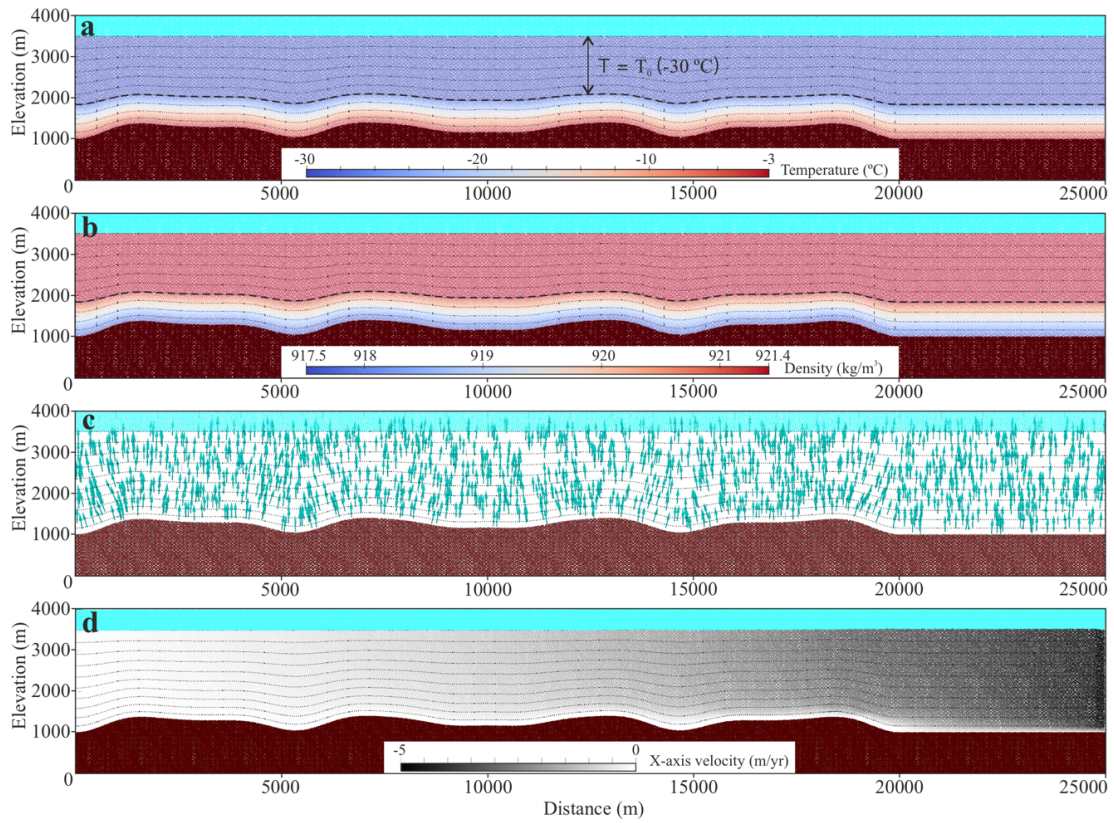 a
4000
3000
2000
1000
0
Elevation (m)
T = T₀ (-30 ºC)
-30 -20 -10 -3
Temperature (ºC)
5000 10000 15000 20000 25000
b
4000
3000
2000
1000
0
Elevation (m)
917.5 918 919 920 921 921.4
Density (kg/m³)
5000 10000 15000 20000 25000
c
4000
3000
2000
1000
0
Elevation (m)
5000 10000 15000 20000 25000
d
4000
3000
2000
1000
0
Elevation (m)
-5 0
X-axis velocity (m/yr)
5000 10000 15000 20000 25000
Distance (m)